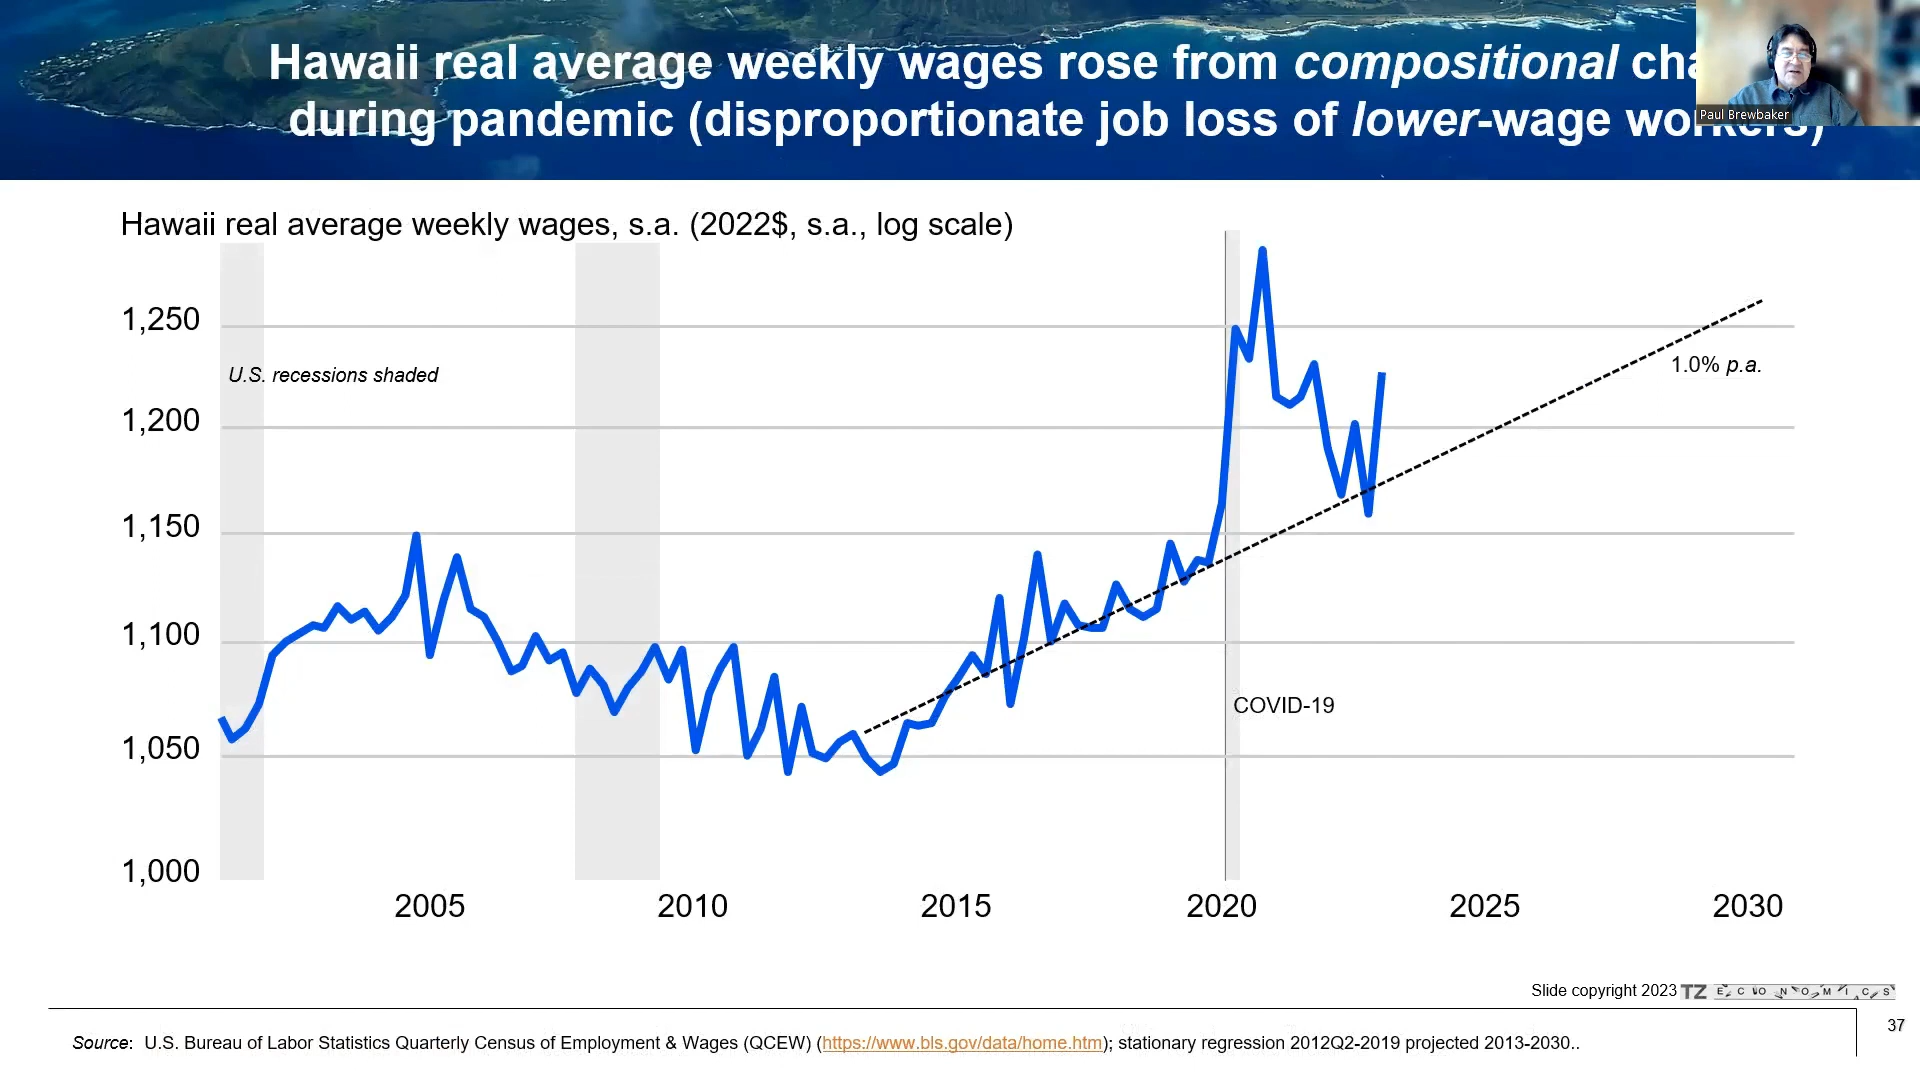 Hawaii real average weekly wages rose from compositional cha
during pandemic (disproportionate job loss of lower-wage workers)
Paul Brewbaker
Hawaii real average weekly wages, s.a. (2022$, s.a., log scale)
1,250
U.S. recessions shaded
1.0% p.a.
1,200
1,150
1,100
COVID-19
1,050
1,000
2005 2010 2015 2020 2025 2030
Slide copyright 2023 TZ ECONOMICS
37
Source: U.S. Bureau of Labor Statistics Quarterly Census of Employment & Wages (QCEW) (https://www.bls.gov/data/home.htm); stationary regression 2012Q2-2019 projected 2013-2030..